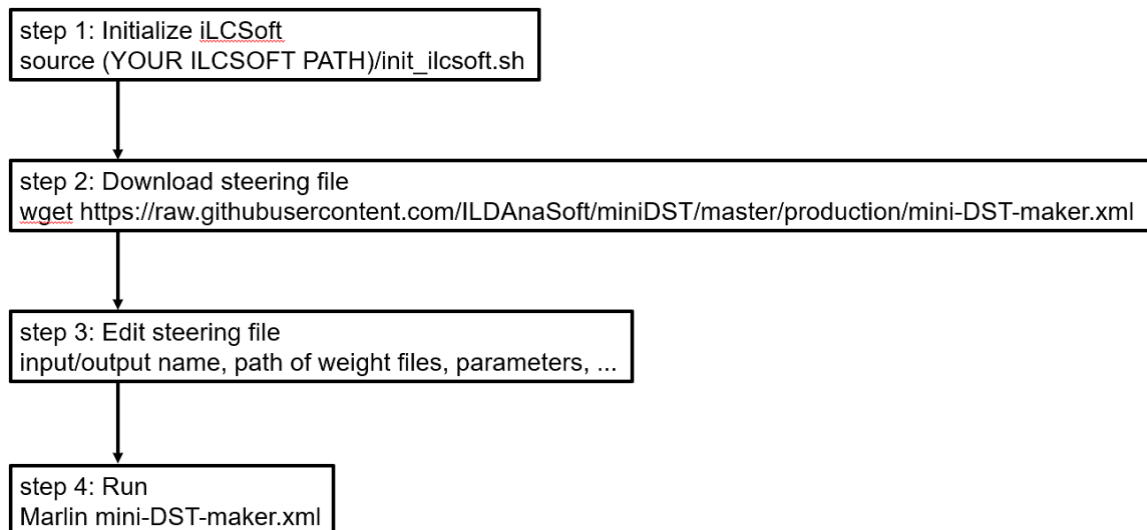 step 1: Initialize iLCSoft
source (YOUR ILCSOFT PATH)/init_ilcsoft.sh
step 2: Download steering file
wget https://raw.githubusercontent.com/ILDAnaSoft/miniDST/master/production/mini-DST-maker.xml
step 3: Edit steering file
input/output name, path of weight files, parameters, ...
step 4: Run
Marlin mini-DST-maker.xml